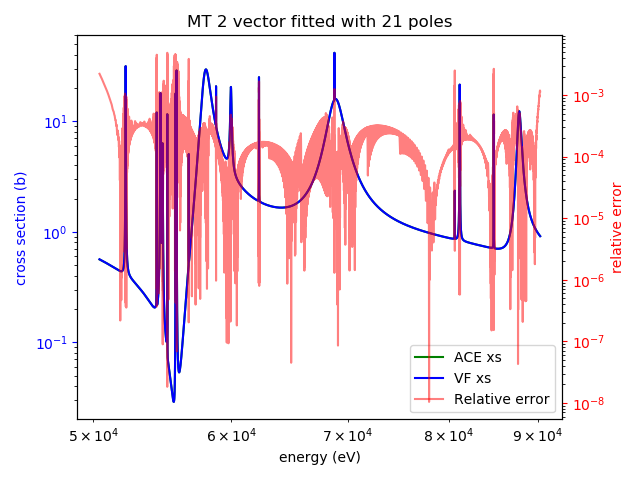 MT 2 vector fitted with 21 poles
cross section (b)
10¹
10⁰
10⁻¹
10⁻³
10⁻⁴
10⁻⁵
10⁻⁶
10⁻⁷
10⁻⁸
relative error
ACE xs
VF xs
Relative error
5 × 10⁴
6 × 10⁴
7 × 10⁴
8 × 10⁴
9 × 10⁴
energy (eV)